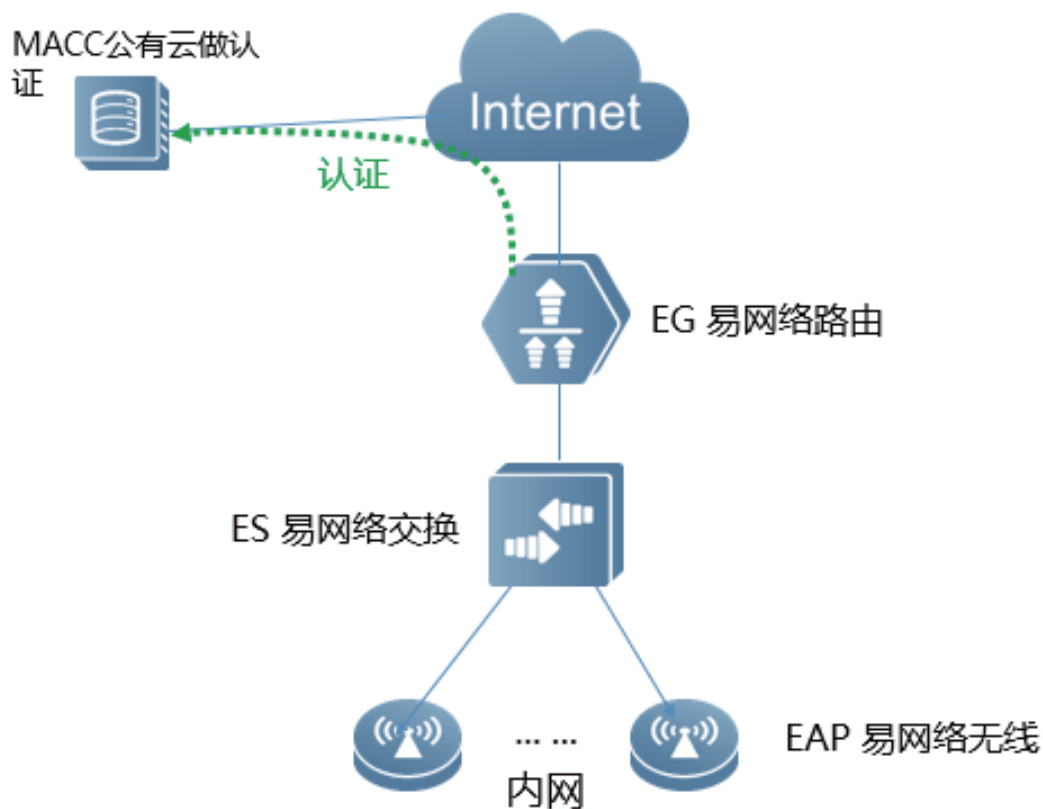 MACC公有云做认
证
Internet
认证
EG 易网络路由
ES 易网络交换
... ...
EAP 易网络无线
内网